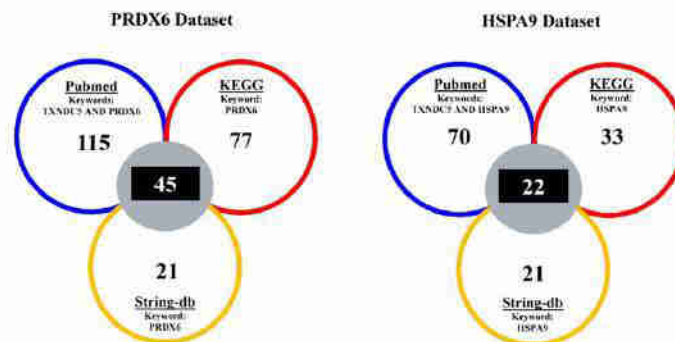 PRDX6 Dataset
Pubmed
Keywords:
TXNDC5 AND PRDX6
115
KEGG
Keyword:
PRDX6
77
45
21
String-db
Keyword:
PRDX6
HSPA9 Dataset
Pubmed
Keywords:
TXNDC5 AND HSPA9
70
KEGG
Keyword:
HSPA9
33
22
21
String-db
Keyword:
HSPA9